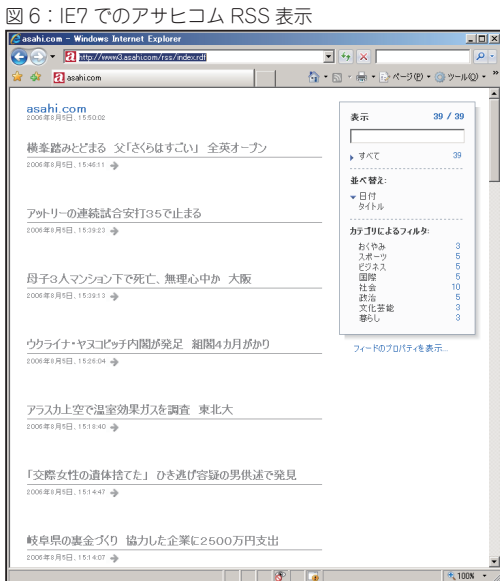 図 6：IE7 でのアサヒコム RSS 表示
asahi.com - Windows Internet Explorer
http://www3.asahi.com/rss/index.rdf
asahi.com
ページ(P)
ツール(O)
asahi.com
2006年8月5日、15:50:02
横峯踏みとどまる 父「さくらはすごい」 全英オープン
2006年8月5日、15:46:11
アットリーの連続試合安打35で止まる
2006年8月5日、15:39:23
母子3人マンション下で死亡、無理心中か 大阪
2006年8月5日、15:39:13
ウクライナ・ヤヌコビッチ内閣が発足 組閣4カ月がかり
2006年8月5日、15:26:04
アラスカ上空で温室効果ガスを調査 東北大
2006年8月5日、15:18:40
「交際女性の遺体捨てた」 ひき逃げ容疑の男供述で発見
2006年8月5日、15:14:47
岐阜県の裏金づくり 協力した企業に2500万円支出
2006年8月5日、15:14:07
表示 39 / 39
すべて 39
並べ替え:
日付
タイトル
カテゴリによるフィルタ:
おくやみ 3
スポーツ 5
ビジネス 5
国際 5
社会 10
政治 5
文化芸能 3
暮らし 3
フィードのプロパティを表示...
100%